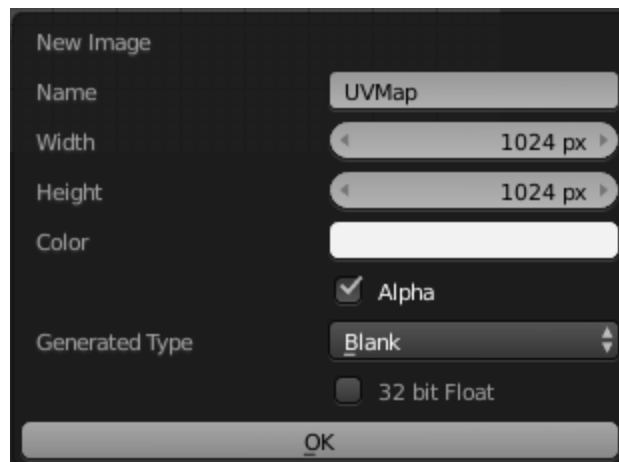 New Image
Name UVMap
Width 1024 px
Height 1024 px
Color
Alpha
Generated Type Blank
32 bit Float
OK